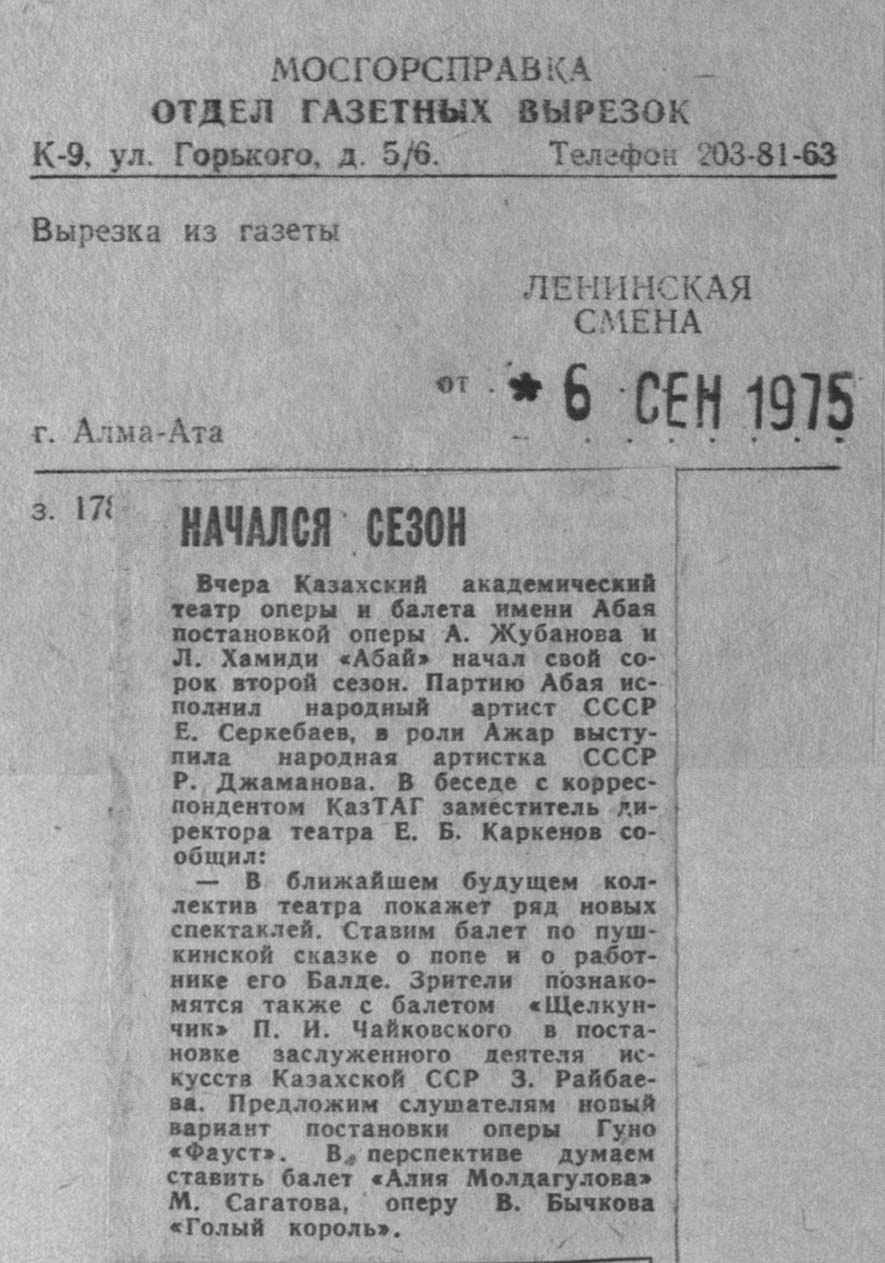 МОСГОРСПРАВКА
ОТДЕЛ ГАЗЕТНЫХ ВЫРЕЗОК
К-9, ул. Горького, д. 5/6. Телефон 203-81-63
Вырезка из газеты
ЛЕНИНСКАЯ
СМЕНА
от * 6 СЕН 1975
г. Алма-Ата
з.
НАЧАЛСЯ СЕЗОН
Вчера Казахский академический
театр оперы и балета имени Абая
постановкой оперы А. Жубанова и
Л. Хамиди «Абай» начал свой со-
рок второй сезон. Партию Абая ис-
полнил народный артист СССР
Е. Серкебаев, в роли Ажар высту-
пила народная артистка СССР
Р. Джаманова. В беседе с коррес-
пондентом КазТАГ заместитель ди-
ректора театра Е. Б. Каркенов со-
общил:
— В ближайшем будущем кол-
лектив театра покажет ряд новых
спектаклей. Ставим балет по пуш-
кинской сказке о попе и о работ-
нике его Балде. Зрители познако-
мятся также с балетом «Щелкун-
чик» П. И. Чайковского в поста-
новке заслуженного деятеля ис-
кусств Казахской ССР З. Райбае-
ва. Предложим слушателям новый
вариант постановки оперы Гуно
«Фауст». В перспективе думаем
ставить балет «Алия Молдагулова»
М. Сагатова, оперу В. Бычкова
«Голый король».